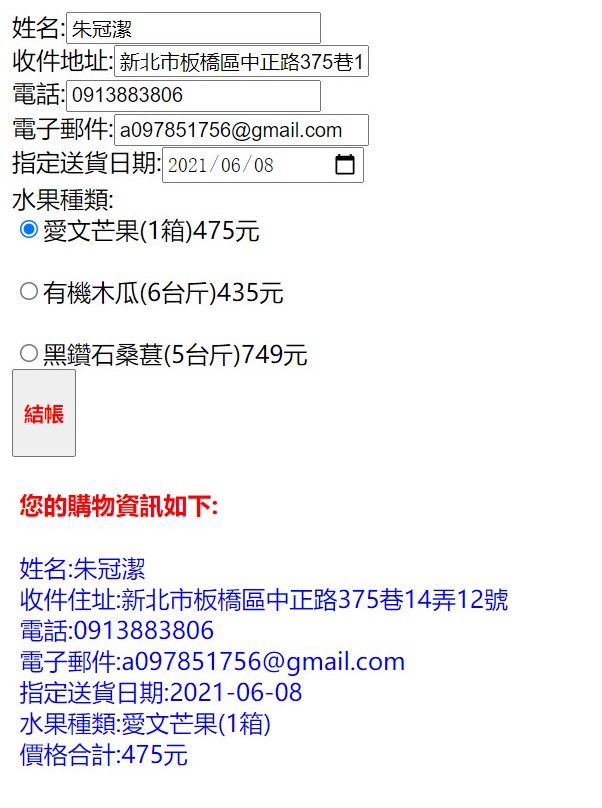 姓名:朱冠潔
收件地址:新北市板橋區中正路375巷1
電話:0913883806
電子郵件:a097851756@gmail.com
指定送貨日期:2021/06/08
水果種類:
愛文芒果(1箱)475元
有機木瓜(6台斤)435元
黑鑽石桑葚(5台斤)749元
結帳
您的購物資訊如下:
姓名:朱冠潔
收件住址:新北市板橋區中正路375巷14弄12號
電話:0913883806
電子郵件:a097851756@gmail.com
指定送貨日期:2021-06-08
水果種類:愛文芒果(1箱)
價格合計:475元